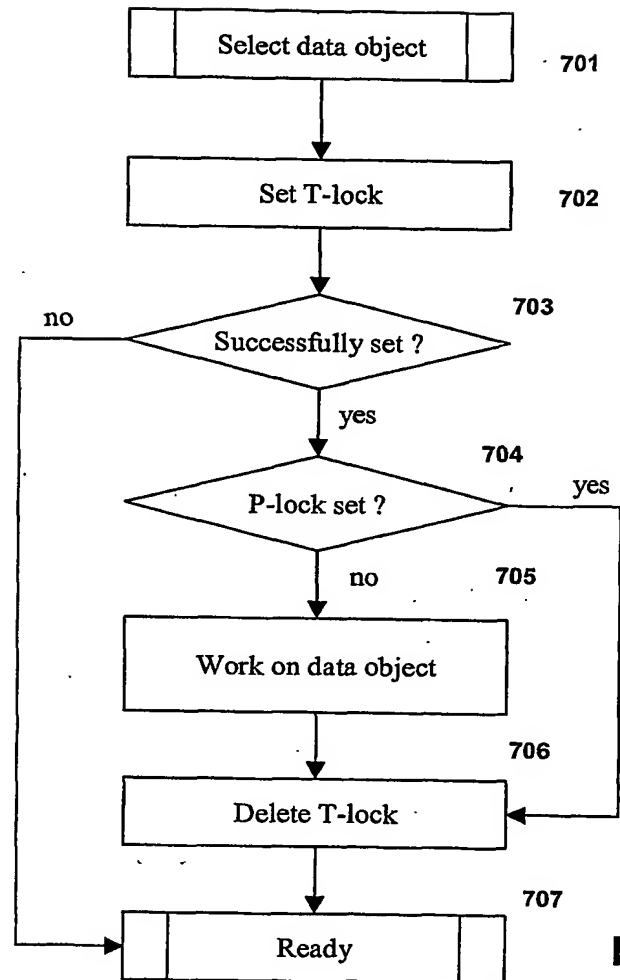 Select data object
701
Set T-lock
702
703
no
Successfully set ?
yes
704
P-lock set ?
yes
no
705
Work on data object
706
Delete T-lock
707
Ready